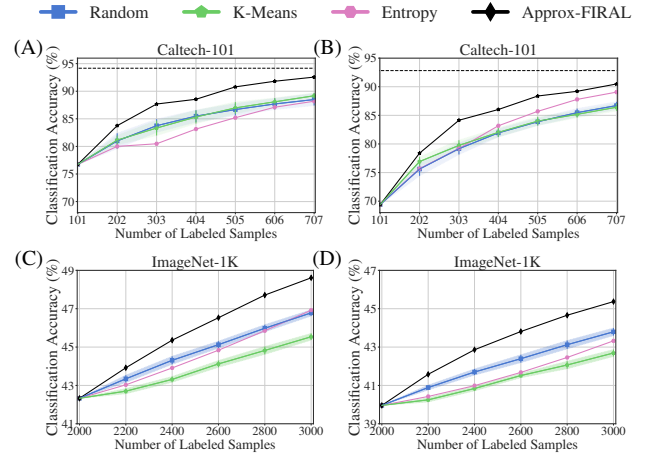 Random K-Means Entropy Approx-FIRAL
(A) Caltech-101
Classification Accuracy (%)
95
90
85
80
75
70
101 202 303 404 505 606 707
Number of Labeled Samples
(B) Caltech-101
Classification Accuracy (%)
95
90
85
80
75
70
101 202 303 404 505 606 707
Number of Labeled Samples
(C) ImageNet-1K
Classification Accuracy (%)
49
47
45
43
41
2000 2200 2400 2600 2800 3000
Number of Labeled Samples
(D) ImageNet-1K
Classification Accuracy (%)
47
45
43
41
39
2000 2200 2400 2600 2800 3000
Number of Labeled Samples